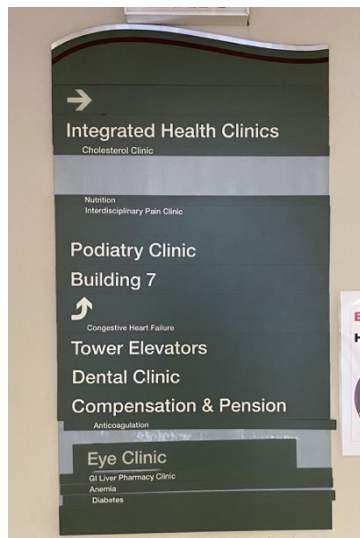 Integrated Health Clinics
Cholesterol Clinic
Nutrition
Interdisciplinary Pain Clinic
Podiatry Clinic
Building 7
Congestive Heart Failure
Tower Elevators
Dental Clinic
Compensation & Pension
Anticoagulation
Eye Clinic
GI Liver Pharmacy Clinic
Anemia
Diabetes